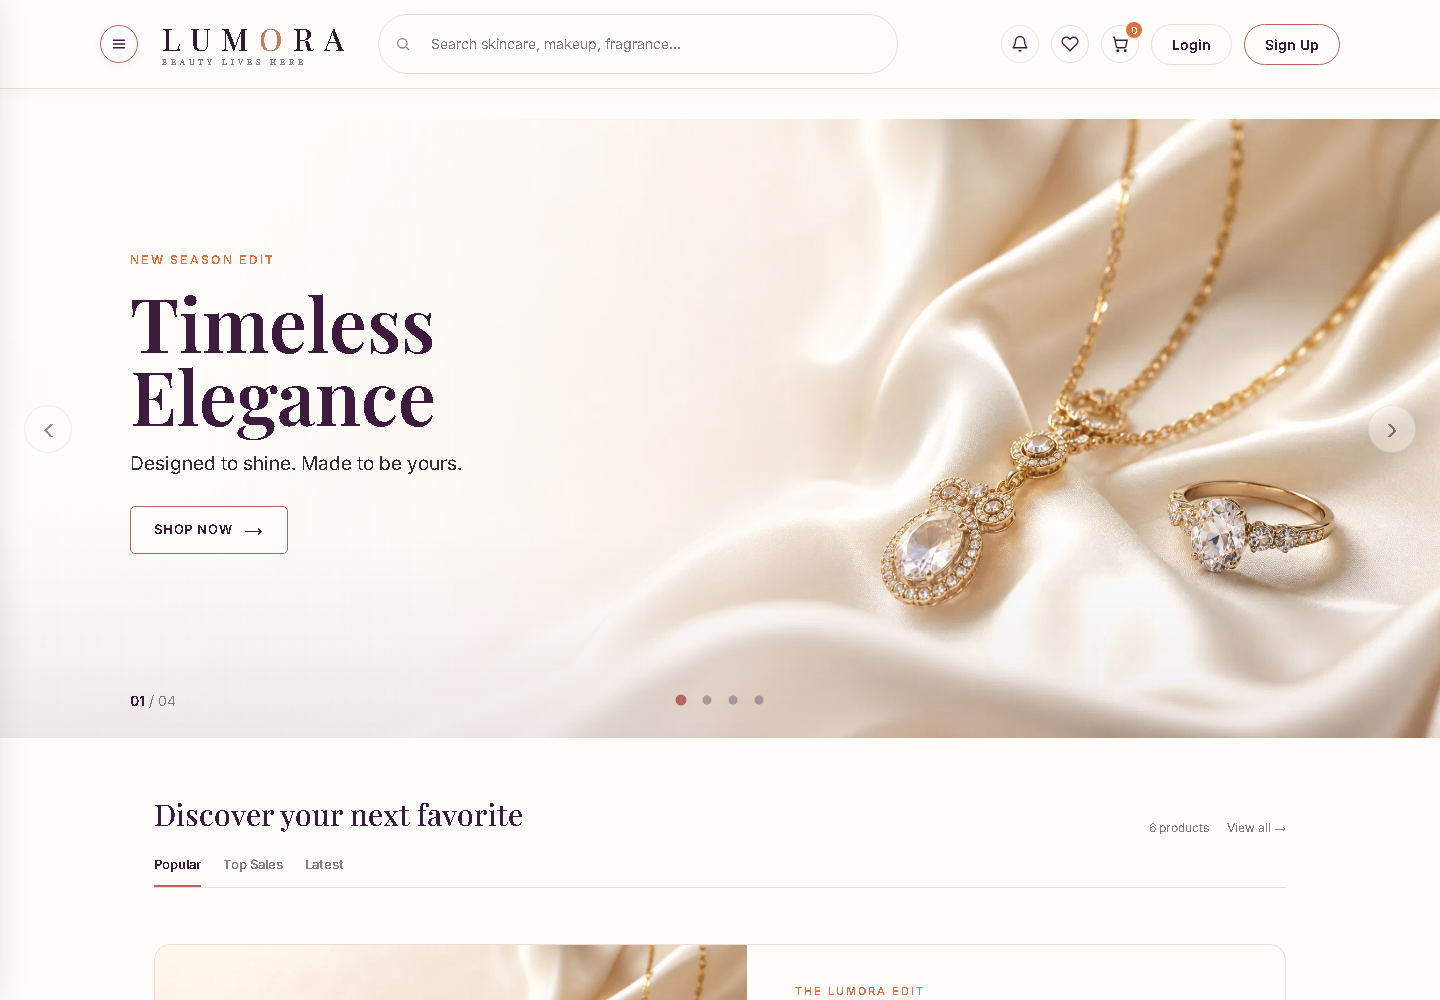 LUMORA
BEAUTY LIVES HERE
Search skincare, makeup, fragrance...
0
Login
Sign Up
NEW SEASON EDIT
Timeless
Elegance
Designed to shine. Made to be yours.
SHOP NOW →
01 / 04
Discover your next favorite
6 products View all →
Popular Top Sales Latest
THE LUMORA EDIT